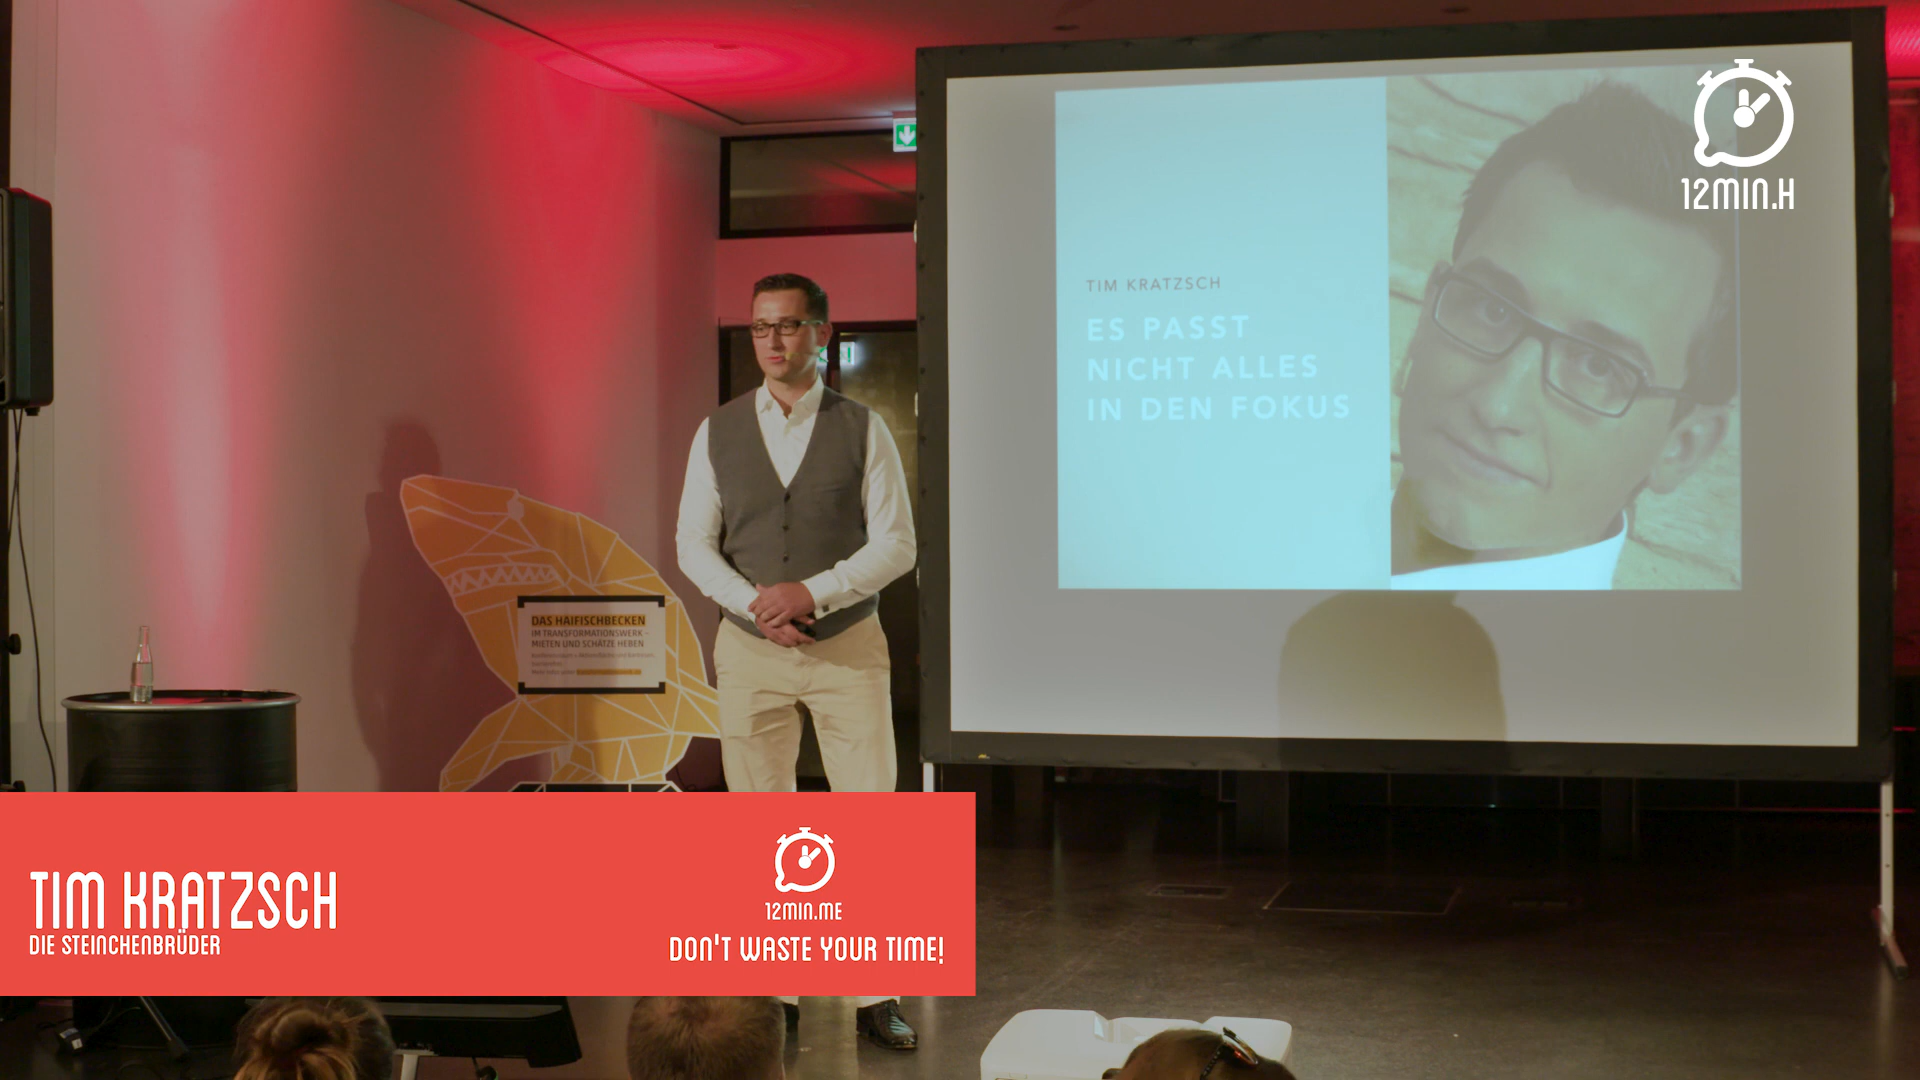 12MIN.H
TIM KRATZSCH
ES PASST
NICHT ALLES
IN DEN FOKUS
DAS HAIFISCHBECKEN
IM TRANSFORMATIONSWERK –
MIETEN UND SCHÄTZE HEBEN
TIM KRATZSCH
DIE STEINCHENBRÜDER
12MIN.ME
DON'T WASTE YOUR TIME!